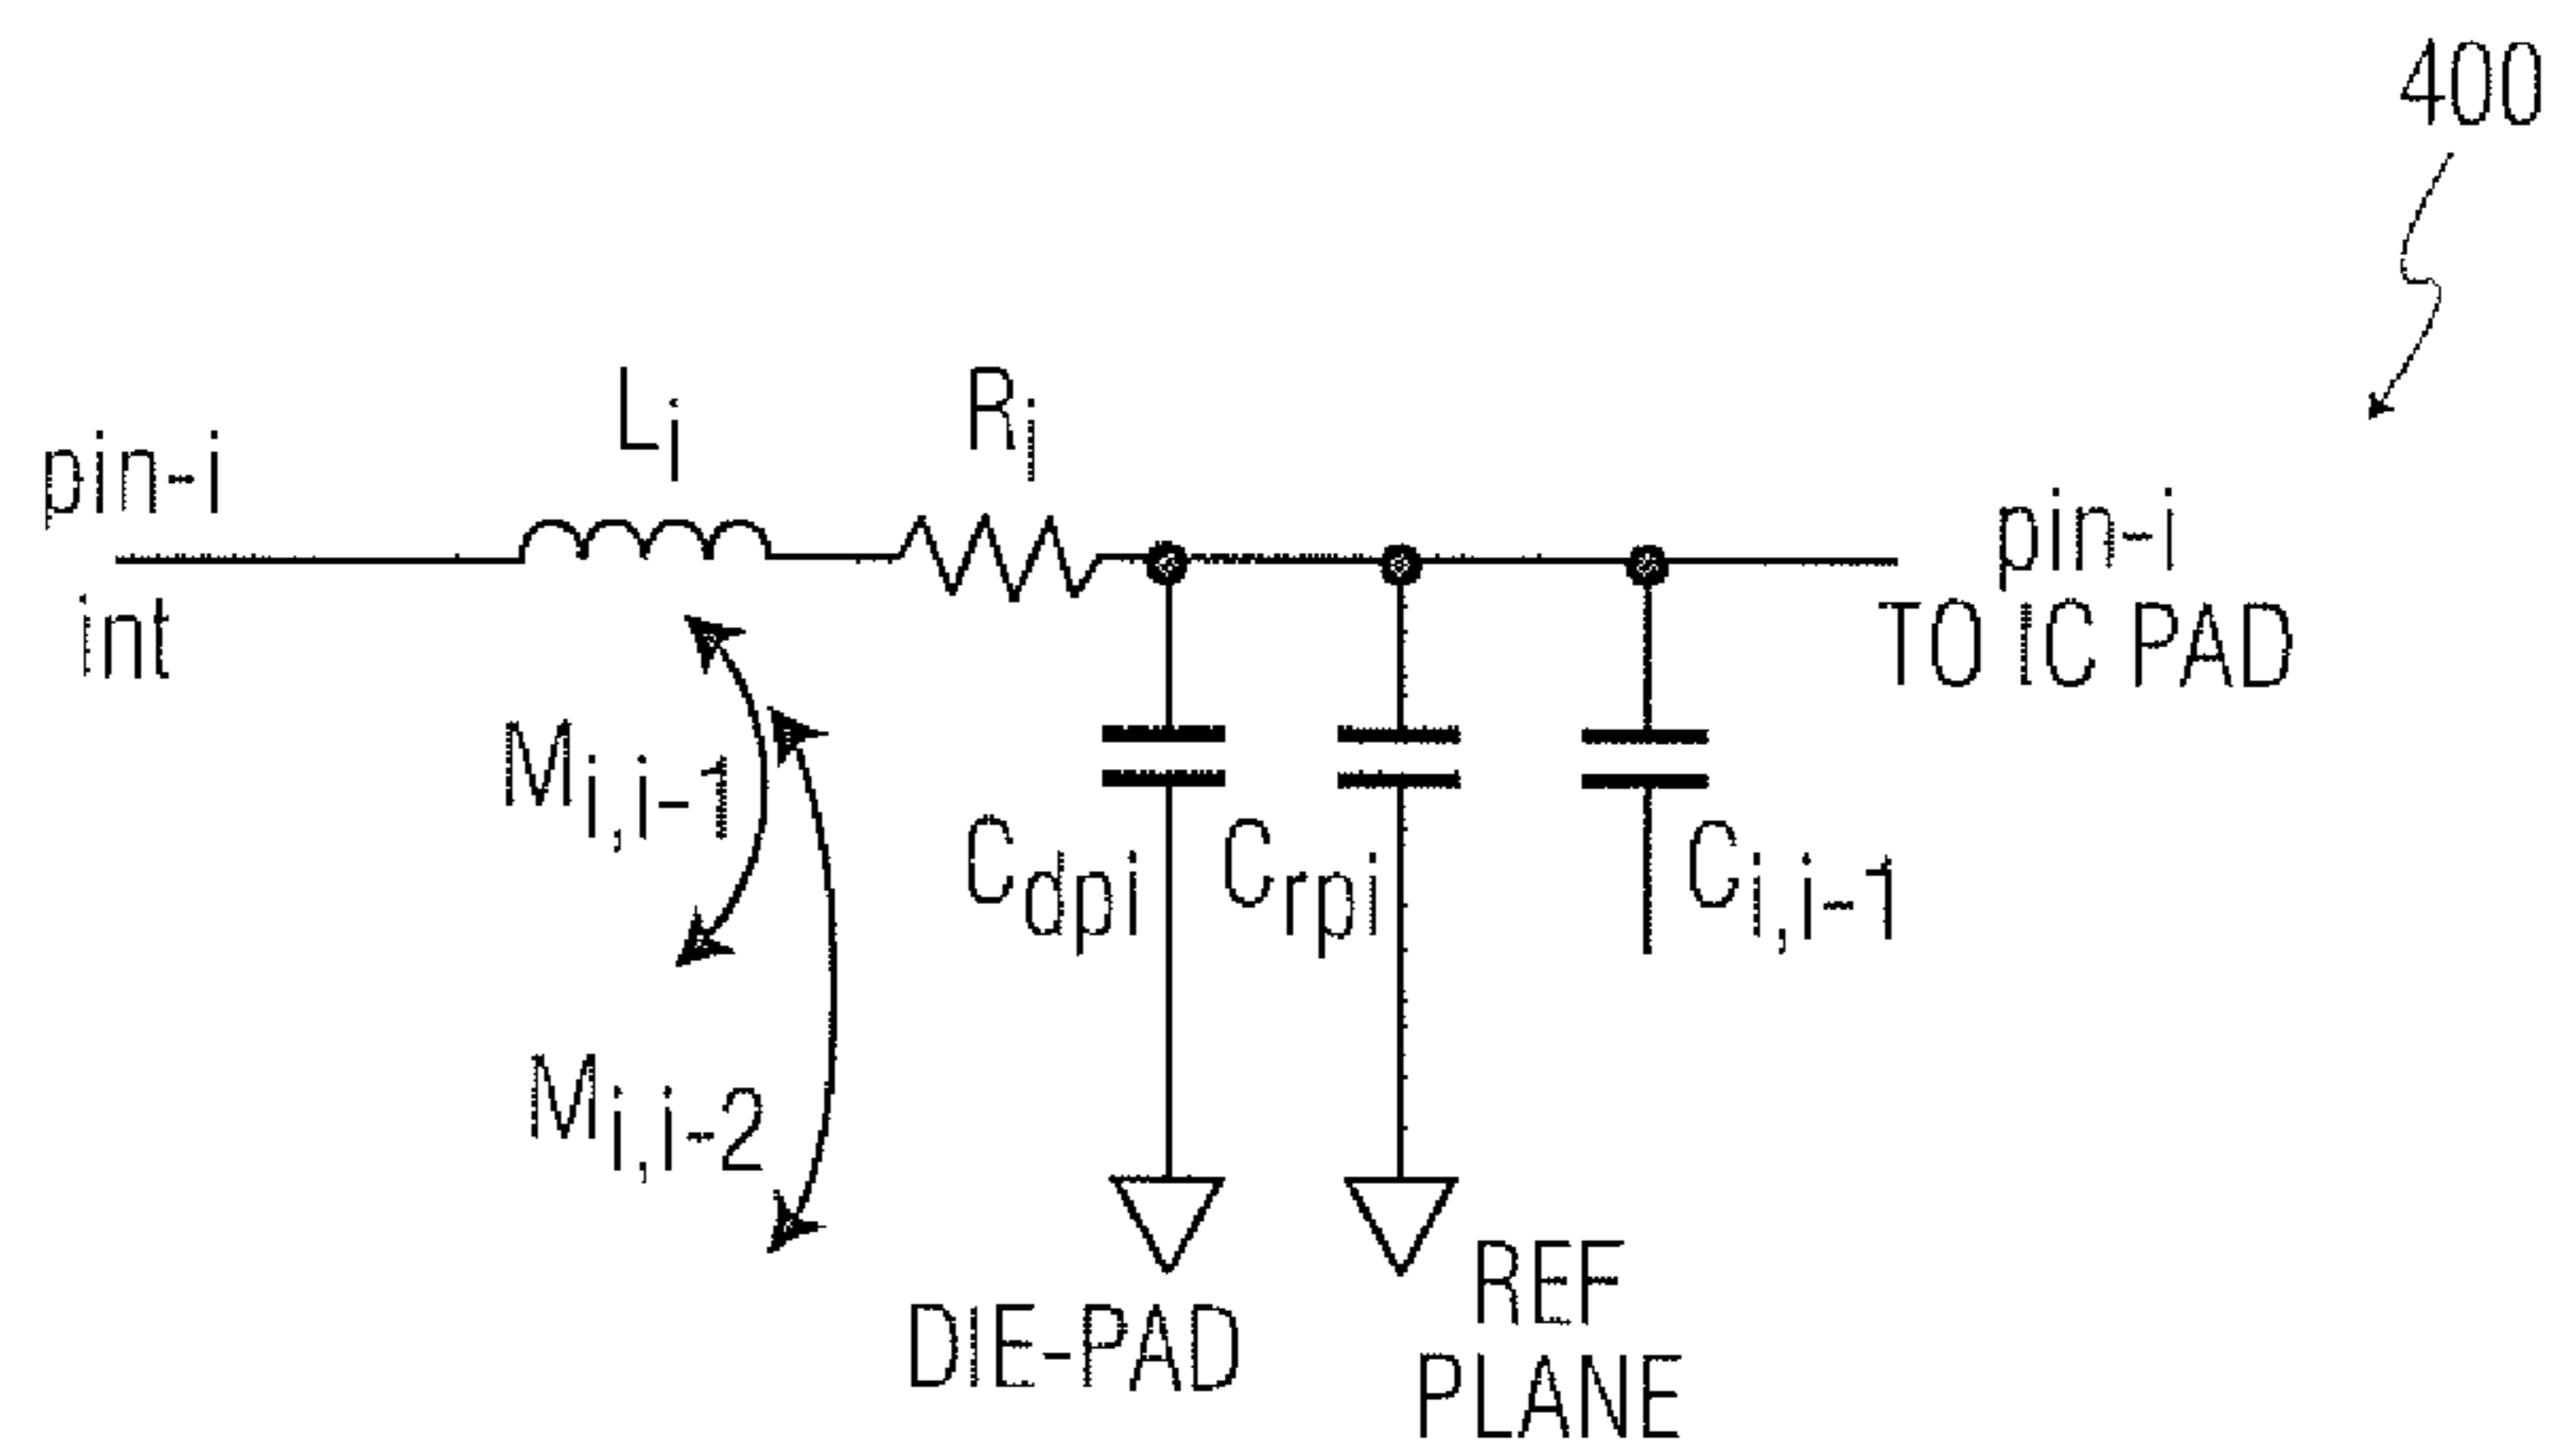 400
L_i
R_i
pin-i
int
pin-i
TO IC PAD
M_i,i-1
C_dpi
C_rpi
C_i,i-1
M_i,i-2
DIE-PAD
REF
PLANE